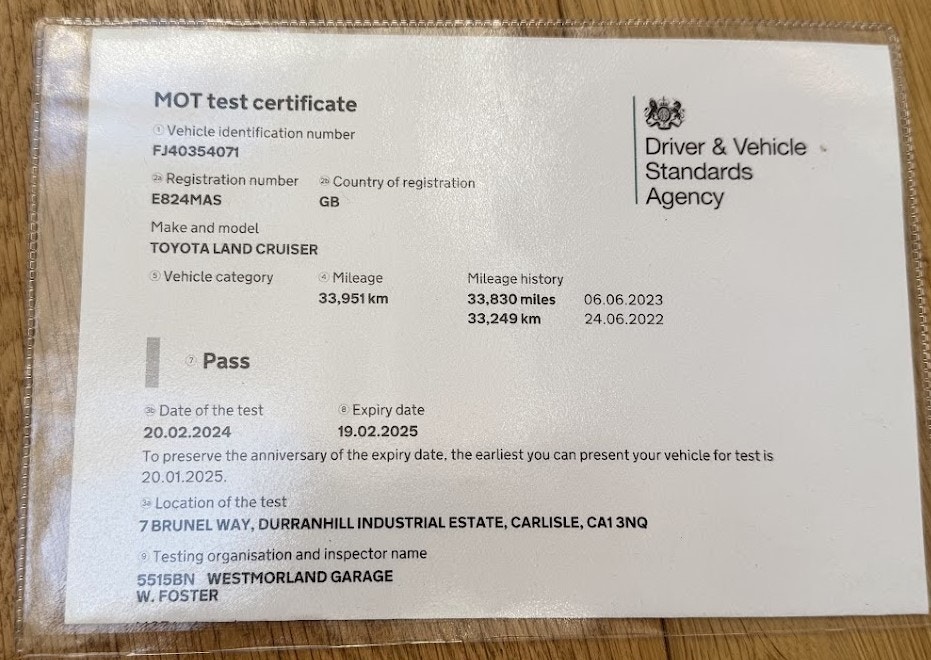 MOT test certificate
① Vehicle identification number
FJ40354071
2a Registration number 2b Country of registration
E824MAS GB
Make and model
TOYOTA LAND CRUISER
⑤ Vehicle category ④ Mileage Mileage history
33,951 km 33,830 miles 06.06.2023
33,249 km 24.06.2022
⑦ Pass
3b Date of the test ⑧ Expiry date
20.02.2024 19.02.2025
To preserve the anniversary of the expiry date, the earliest you can present your vehicle for test is
20.01.2025.
3a Location of the test
7 BRUNEL WAY, DURRANHILL INDUSTRIAL ESTATE, CARLISLE, CA1 3NQ
⑨ Testing organisation and inspector name
5515BN WESTMORLAND GARAGE
W. FOSTER
Driver & Vehicle
Standards
Agency